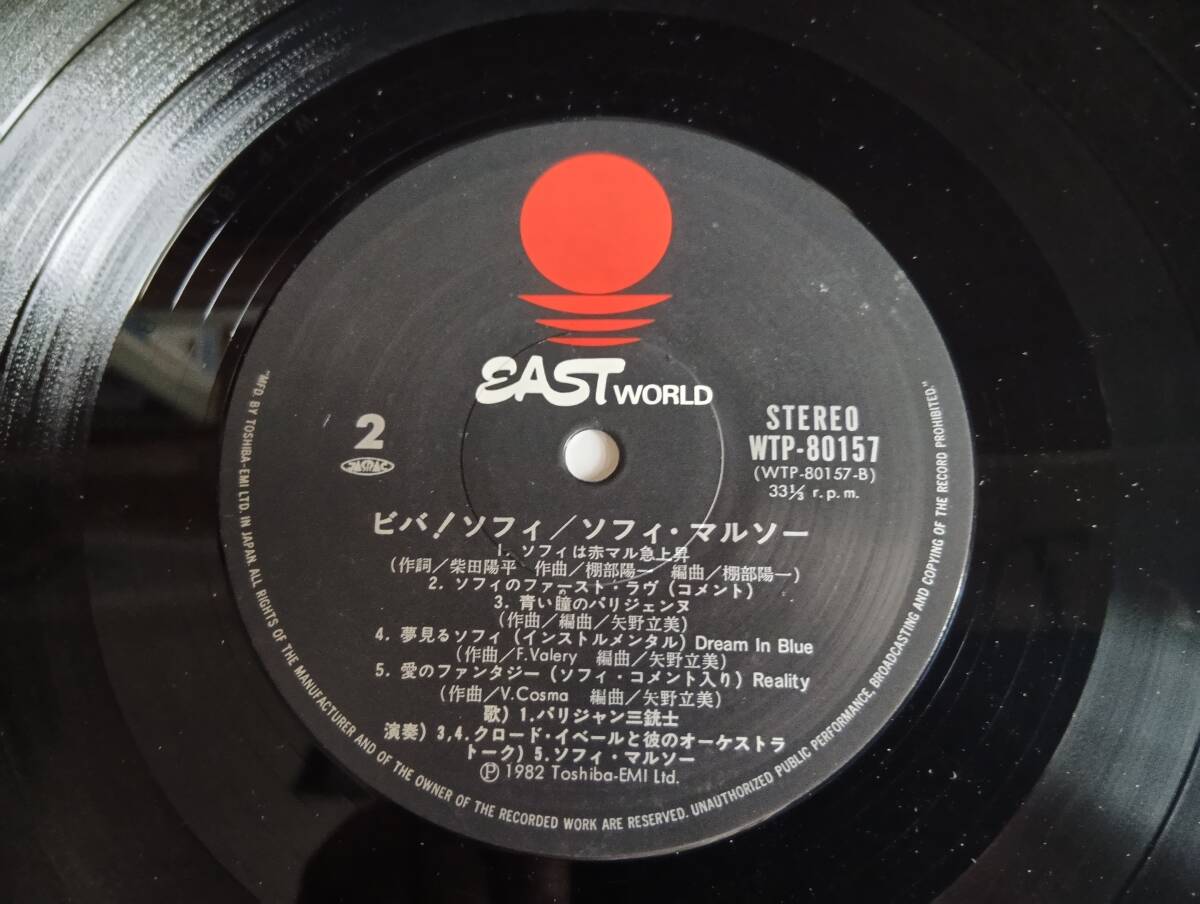 EAST WORLD
2
JASRAC
STEREO
WTP-80157
(WTP-80157-B)
33⅓ r.p.m.
ビバ!ソフィ/ソフィ・マルソー
1. ソフィは赤マル急上昇
(作詞/柴田陽平 作曲/棚部陽一 編曲/棚部陽一)
2. ソフィのファースト・ラヴ (コメント)
3. 青い瞳のパリジェンヌ
(作曲/編曲/矢野立美)
4. 夢見るソフィ (インストルメンタル) Dream In Blue
(作曲/F.Valery 編曲/矢野立美)
5. 愛のファンタジー (ソフィ・コメント入り) Reality
(作曲/V.Cosma 編曲/矢野立美)
歌) 1.パリジャン三銃士
演奏) 3,4.クロード・イベールと彼のオーケストラ
トーク) 5.ソフィ・マルソー
Ⓟ 1982 Toshiba-EMI Ltd.
"MFD. BY TOSHIBA-EMI LTD. IN JAPAN. ALL RIGHTS OF THE MANUFACTURER AND OF THE OWNER OF THE RECORDED WORK ARE RESERVED. UNAUTHORIZED PUBLIC PERFORMANCE, BROADCASTING AND COPYING OF THE RECORD PROHIBITED."